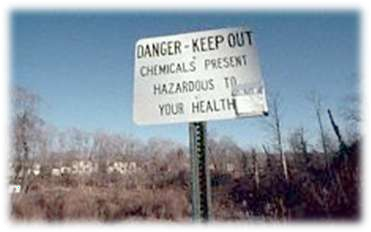 DANGER - KEEP OUT
CHEMICALS PRESENT
HAZARDOUS TO
YOUR HEALTH